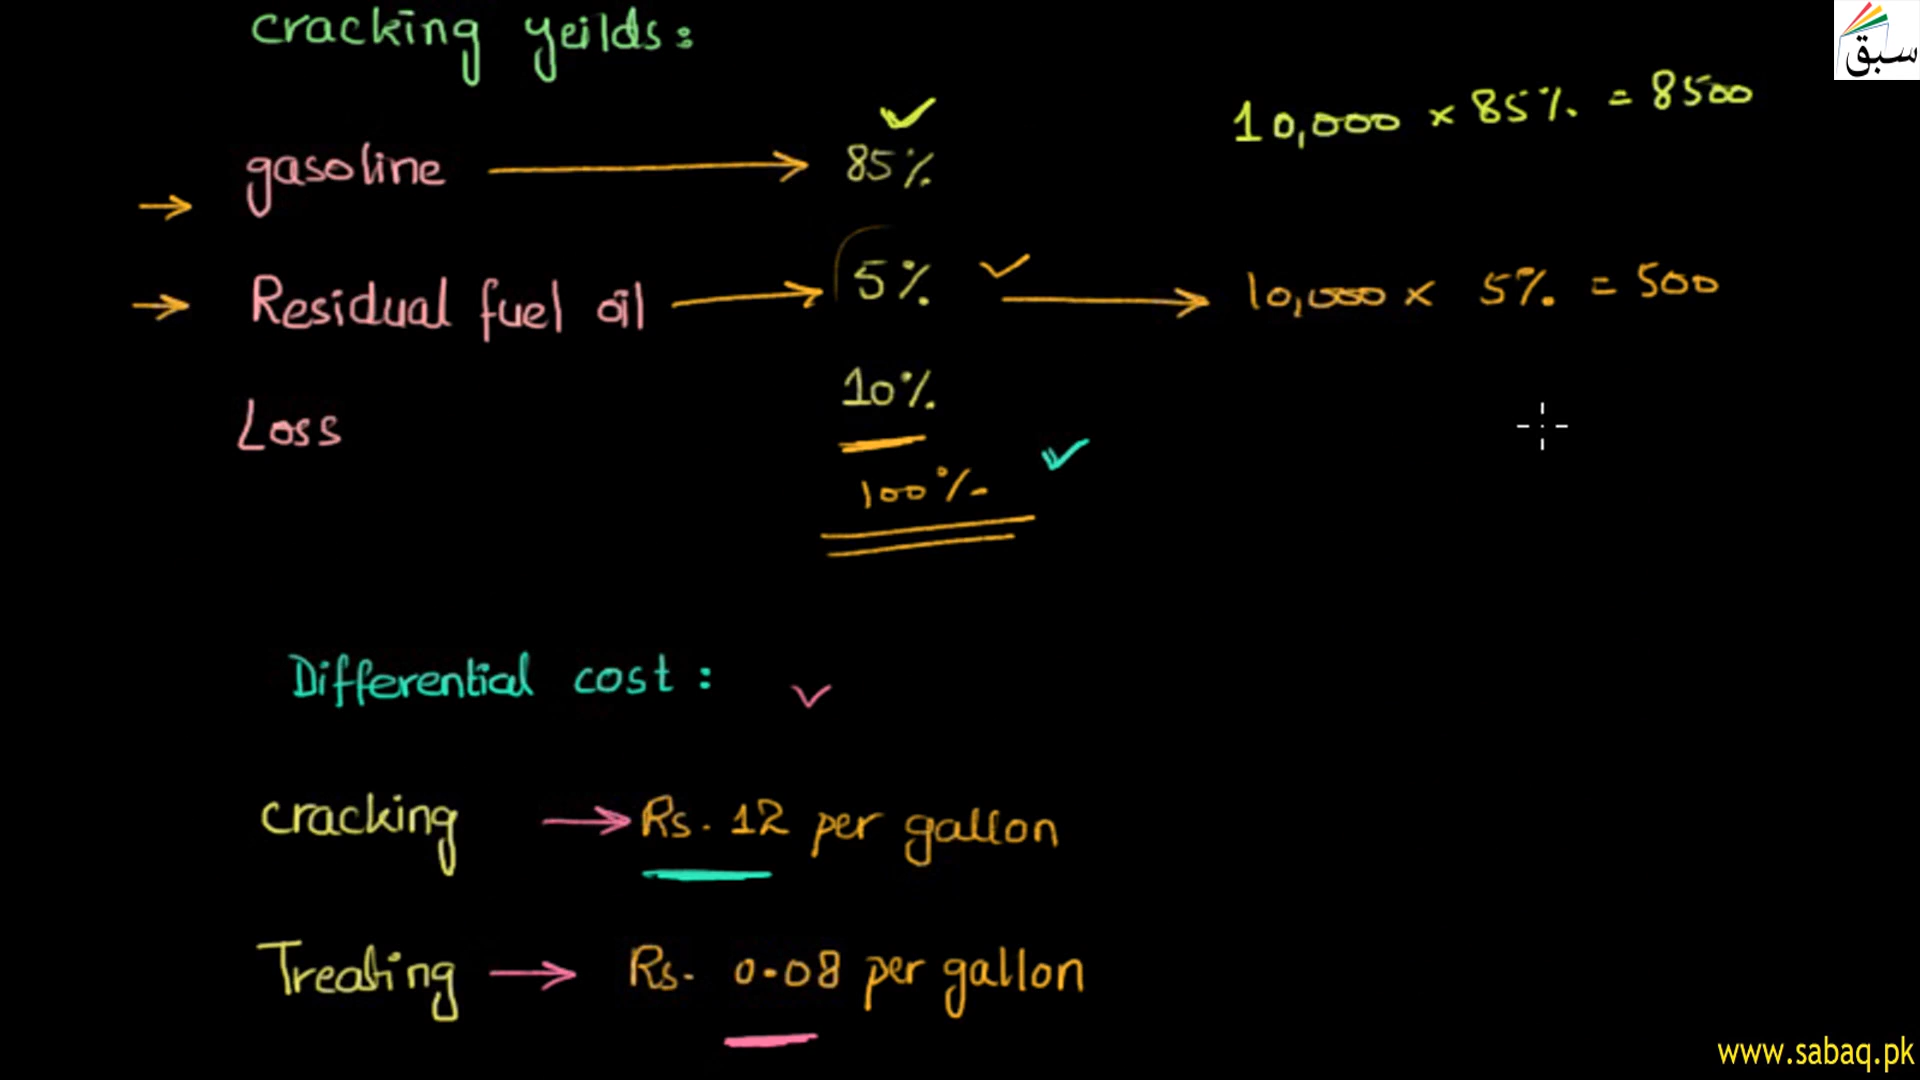 cracking yeilds:
سبق
10,000 × 85% = 8500
gasoline → 85%
→
→ Residual fuel oil → 5% → 10,000 × 5% = 500
Loss 10%
100%
Differential cost:
cracking → Rs. 12 per gallon
Treating → Rs. 0.08 per gallon
www.sabaq.pk